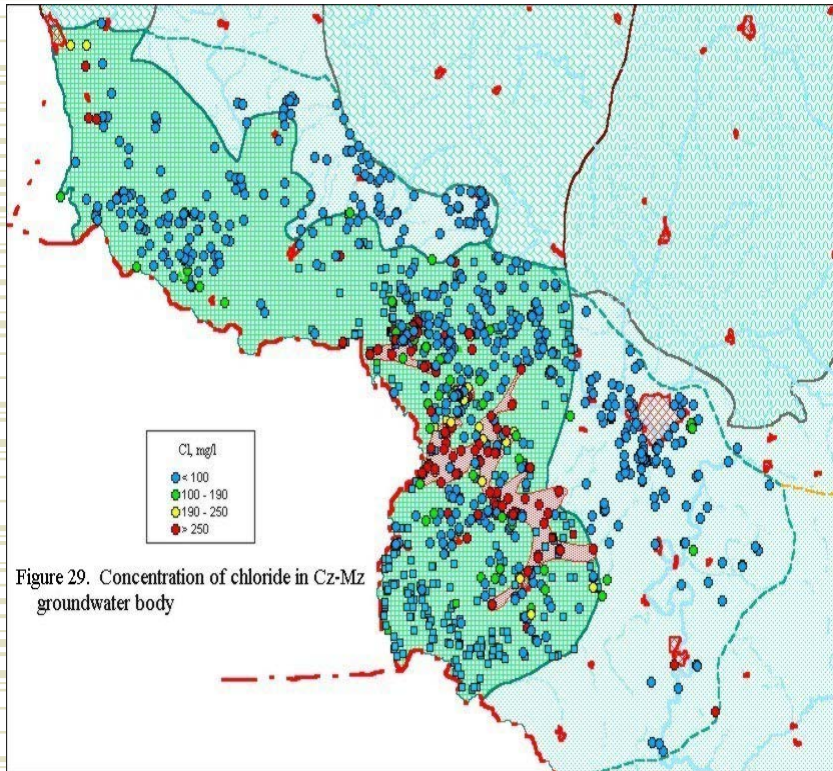 Cl, mg/l
< 100
100 - 190
190 - 250
> 250
Figure 29. Concentration of chloride in Cz-Mz
groundwater body